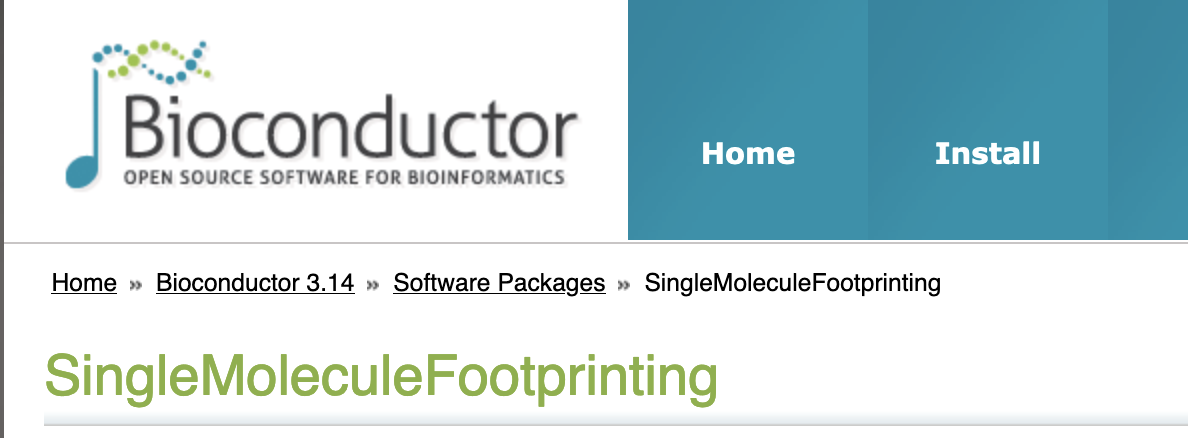 Bioconductor
OPEN SOURCE SOFTWARE FOR BIOINFORMATICS
Home Install
Home » Bioconductor 3.14 » Software Packages » SingleMoleculeFootprinting
SingleMoleculeFootprinting